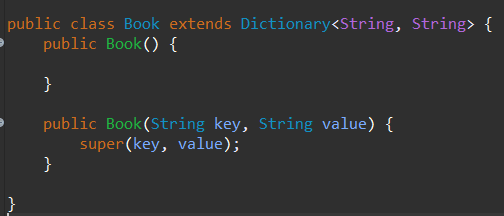 public class Book extends Dictionary<String, String> {
    public Book() {

    }

    public Book(String key, String value) {
        super(key, value);
    }

}